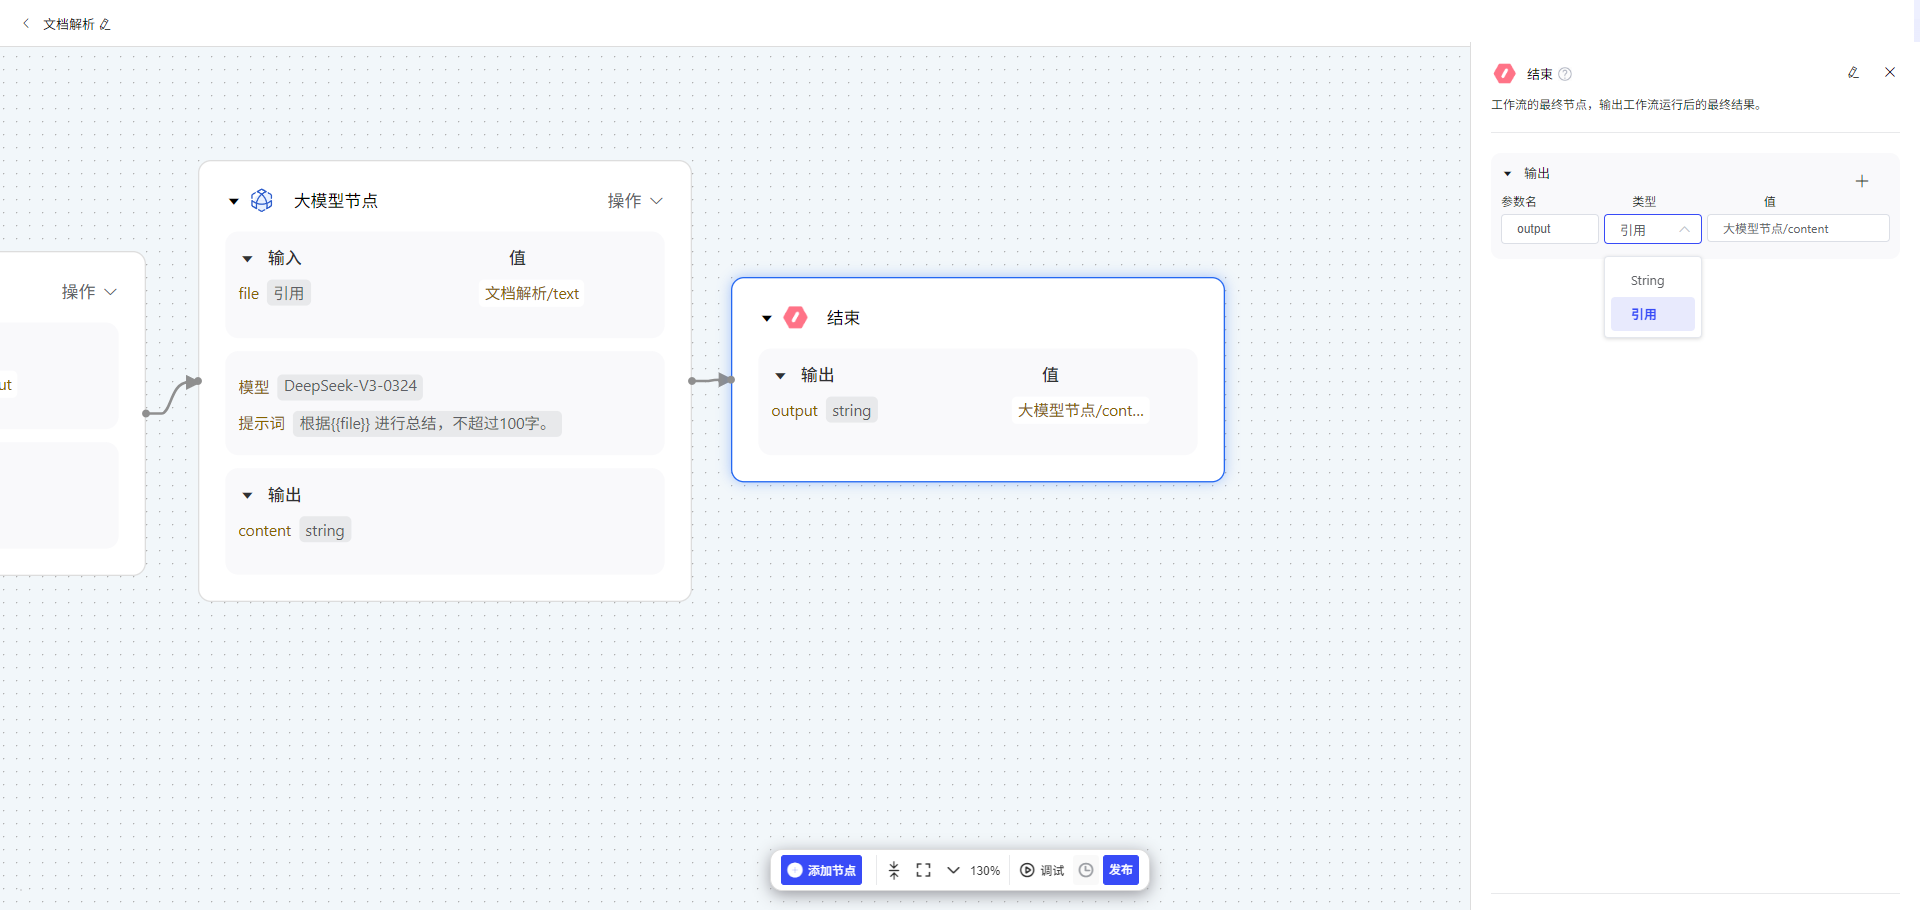 文档解析
操作
ut
大模型节点 操作
输入 值
file 引用 文档解析/text
模型 DeepSeek-V3-0324
提示词 根据{{file}} 进行总结，不超过100字。
输出
content string
结束
输出 值
output string 大模型节点/cont...
添加节点 130% 调试 发布
结束
工作流的最终节点，输出工作流运行后的最终结果。
输出
参数名 类型 值
output 引用 大模型节点/content
String
引用